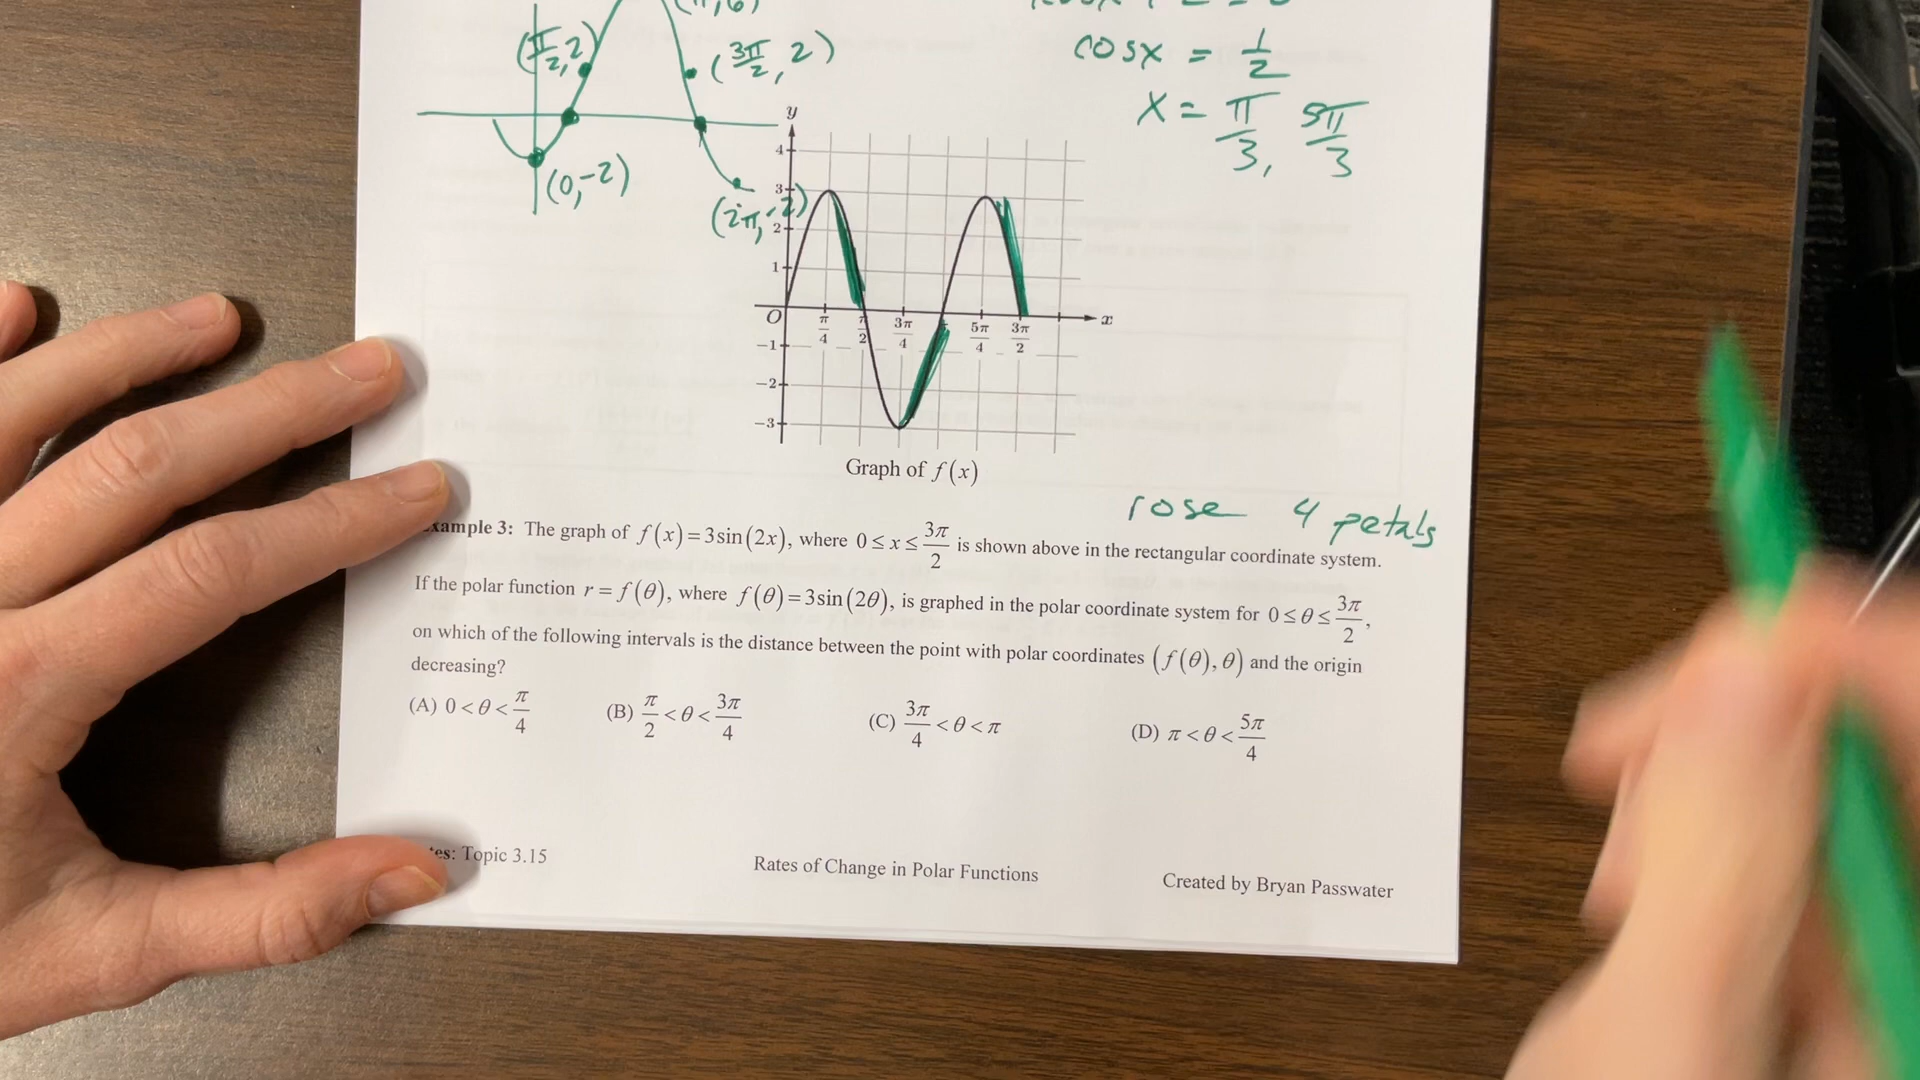 (π/2, 2)
(3π/2, 2)
cosx = 1/2
x = π/3, 5π/3
(0,-2)
(2π,-2)
y
4
3
2
1
O π/4 π/2 3π/4 5π/4 3π/2 x
−1
−2
−3
Graph of f(x)
rose 4 petals
3: The graph of f(x)=3sin(2x), where 0≤x≤3π/2 is shown above in the rectangular coordinate system.
If the polar function r=f(θ), where f(θ)=3sin(2θ), is graphed in the polar coordinate system for 0≤θ≤3π/2,
on which of the following intervals is the distance between the point with polar coordinates (f(θ),θ) and the origin
decreasing?
(A) 0<θ<π/4 (B) π/2<θ<3π/4 (C) 3π/4<θ<π (D) π<θ<5π/4
Topic 3.15 Rates of Change in Polar Functions Created by Bryan Passwater